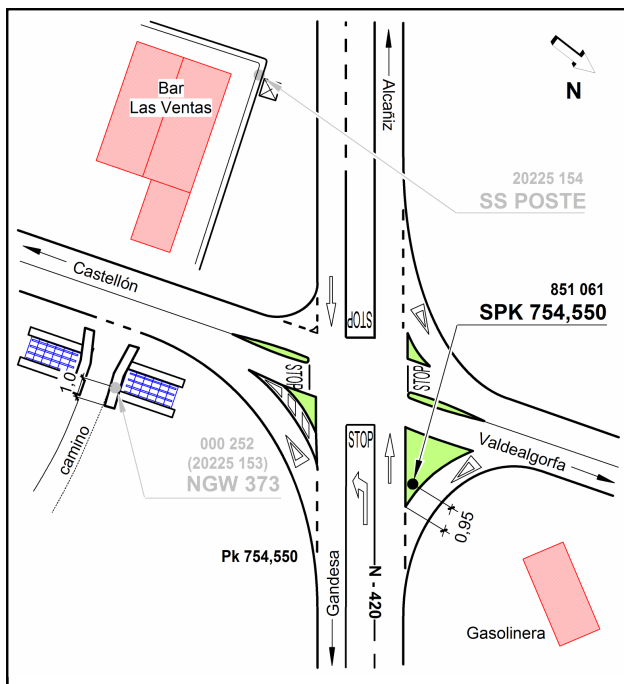 Bar
Las Ventas
Alcañiz
N
20225 154
SS POSTE
Castellón
851 061
SPK 754,550
STOP
STOP
STOP
STOP
1,0
camino
000 252
(20225 153)
NGW 373
Valdealgorfa
0,95
Pk 754,550
Gandesa
N - 420
Gasolinera